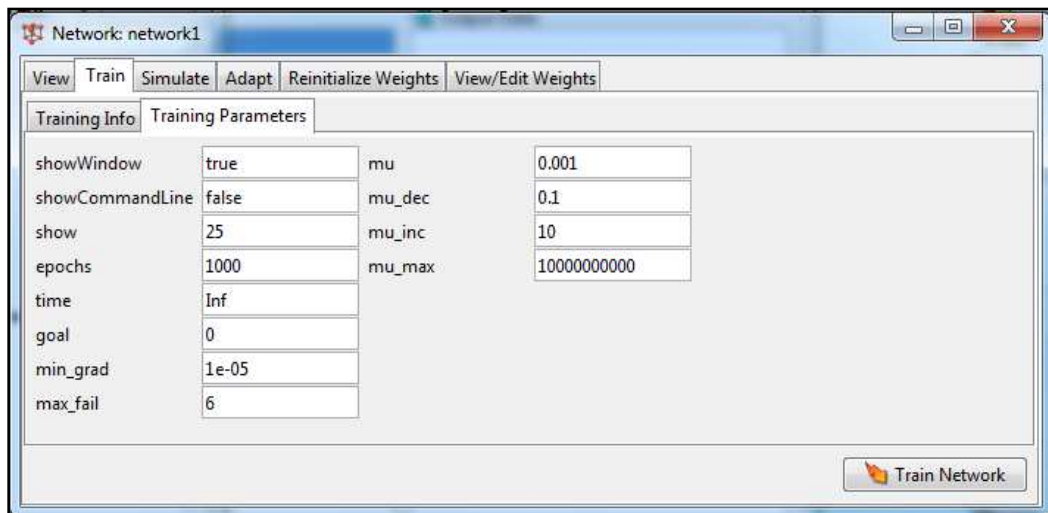 Network: network1
View Train Simulate Adapt Reinitialize Weights View/Edit Weights
Training Info Training Parameters
showWindow true mu 0.001
showCommandLine false mu_dec 0.1
show 25 mu_inc 10
epochs 1000 mu_max 10000000000
time Inf
goal 0
min_grad 1e-05
max_fail 6
Train Network